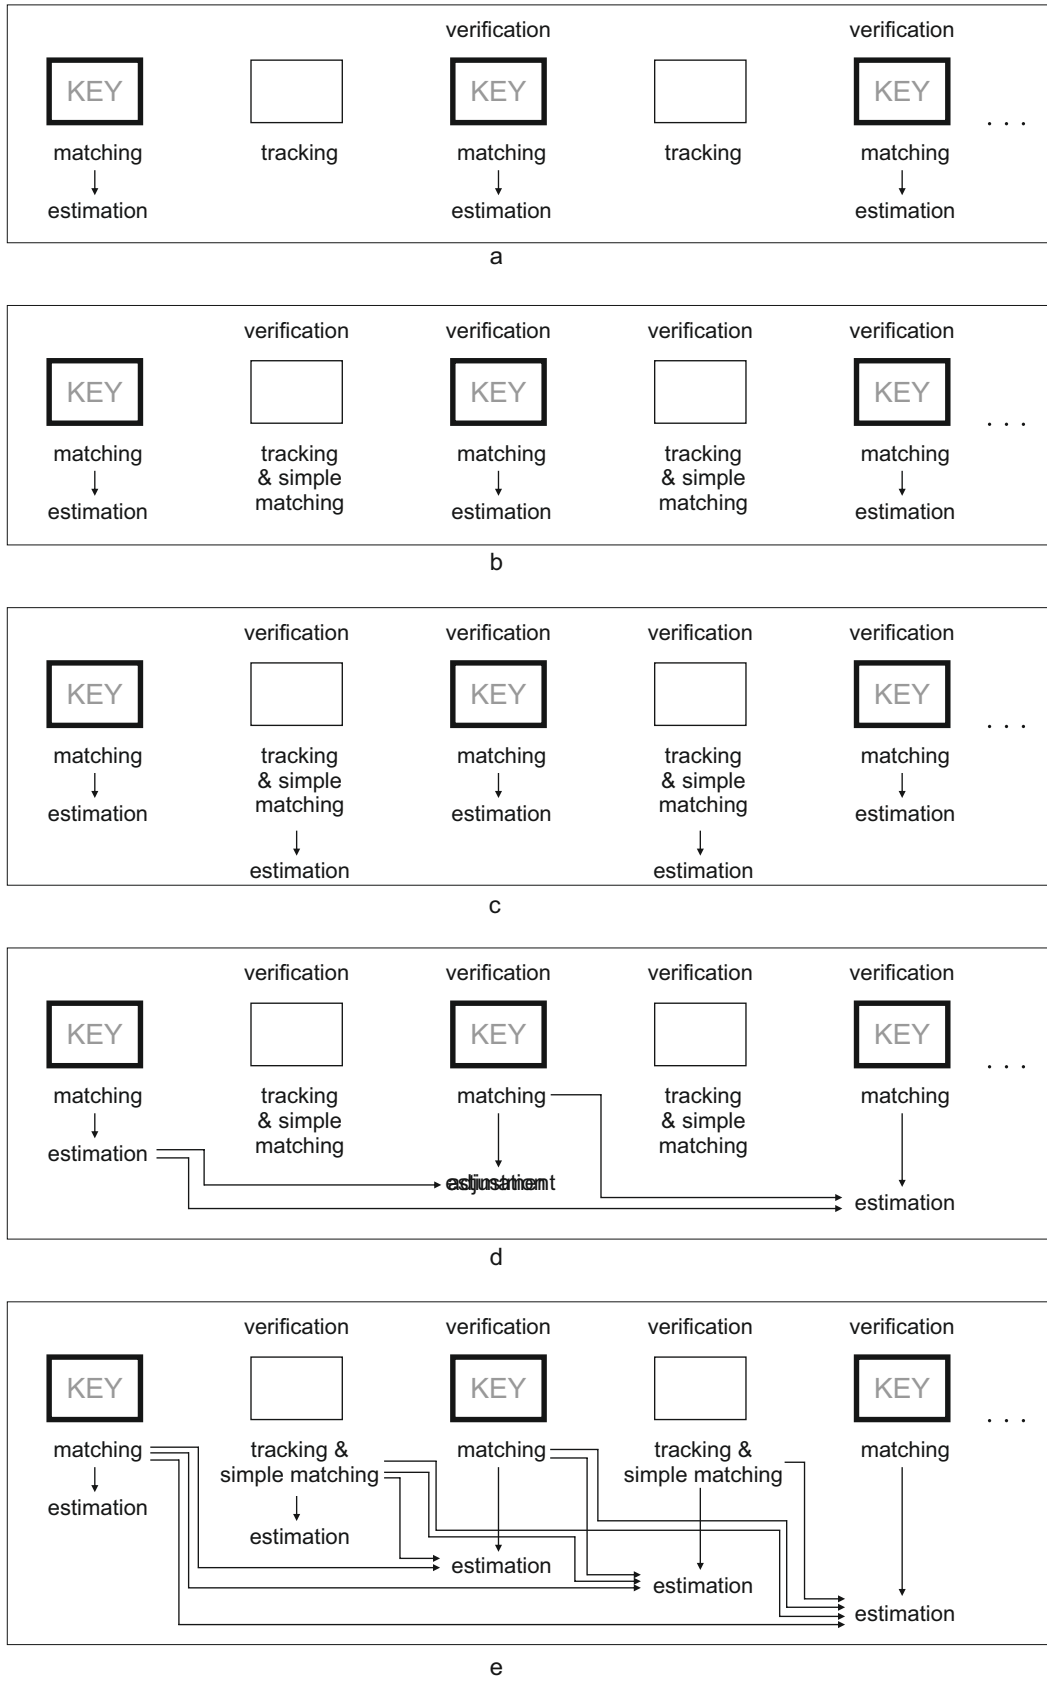 verification verification
KEY KEY KEY
. . .
matching tracking matching tracking matching
estimation estimation estimation
a
verification verification verification verification
KEY KEY KEY
. . .
matching tracking matching tracking matching
& simple & simple
estimation matching estimation matching estimation
b
verification verification verification verification
KEY KEY KEY
. . .
matching tracking matching tracking matching
& simple & simple
estimation matching estimation matching estimation
estimation estimation
c
verification verification verification verification
KEY KEY KEY
. . .
matching tracking matching tracking matching
& simple & simple
estimation matching matching
estimation
d
verification verification verification verification
KEY KEY KEY
. . .
matching tracking & matching tracking & matching
simple matching simple matching
estimation
estimation
estimation
estimation
estimation
e